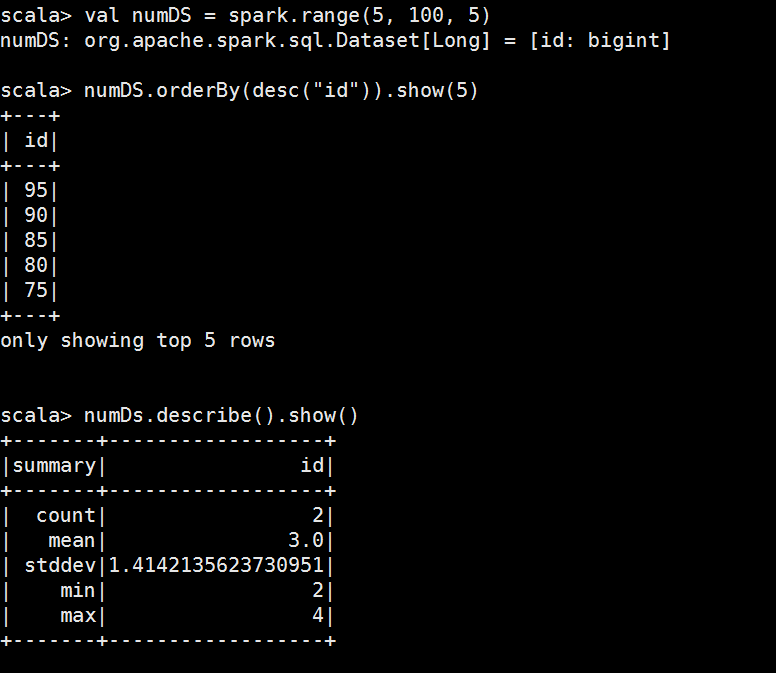 scala> val numDS = spark.range(5, 100, 5)
numDS: org.apache.spark.sql.Dataset[Long] = [id: bigint]
scala> numDS.orderBy(desc("id")).show(5)
+---+
| id|
+---+
| 95|
| 90|
| 85|
| 80|
| 75|
+---+
only showing top 5 rows
scala> numDs.describe().show()
+-------+------------------+
|summary|                id|
+-------+------------------+
|  count|                 2|
|   mean|               3.0|
| stddev|1.4142135623730951|
|    min|                 2|
|    max|                 4|
+-------+------------------+